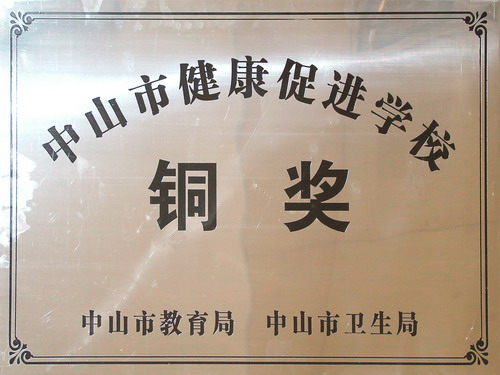 中山市健康促进学校
铜奖
中山市教育局 中山市卫生局